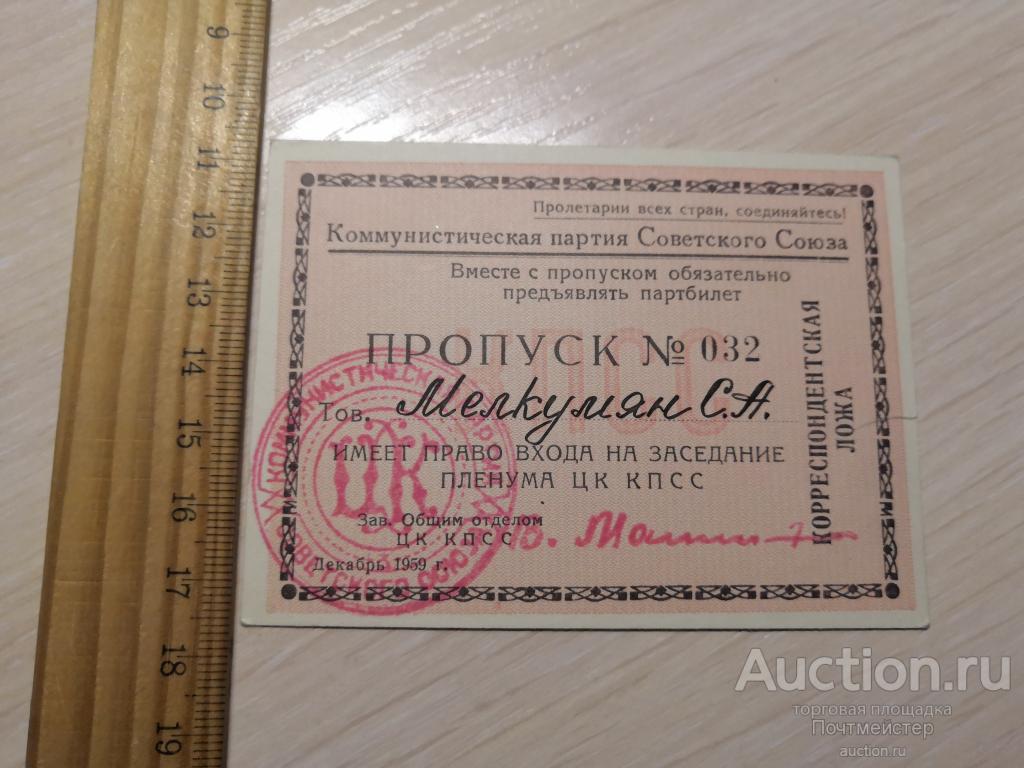 9
10
11
12
13
14
15
16
17
18
19
Пролетарии всех стран, соединяйтесь!
Коммунистическая партия Советского Союза
Вместе с пропуском обязательно
предъявлять партбилет
КПСС
ПРОПУСК № 032
Тов. Мелкумян С.А.
ИМЕЕТ ПРАВО ВХОДА НА ЗАСЕДАНИЕ
ПЛЕНУМА ЦК КПСС
Зав. Общим отделом
ЦК КПСС
Декабрь 1959 г.
КОРРЕСПОНДЕНТСКАЯ
ЛОЖА
ЦК
Auction.ru
торговая площадка
Почтмейстер
auction.ru